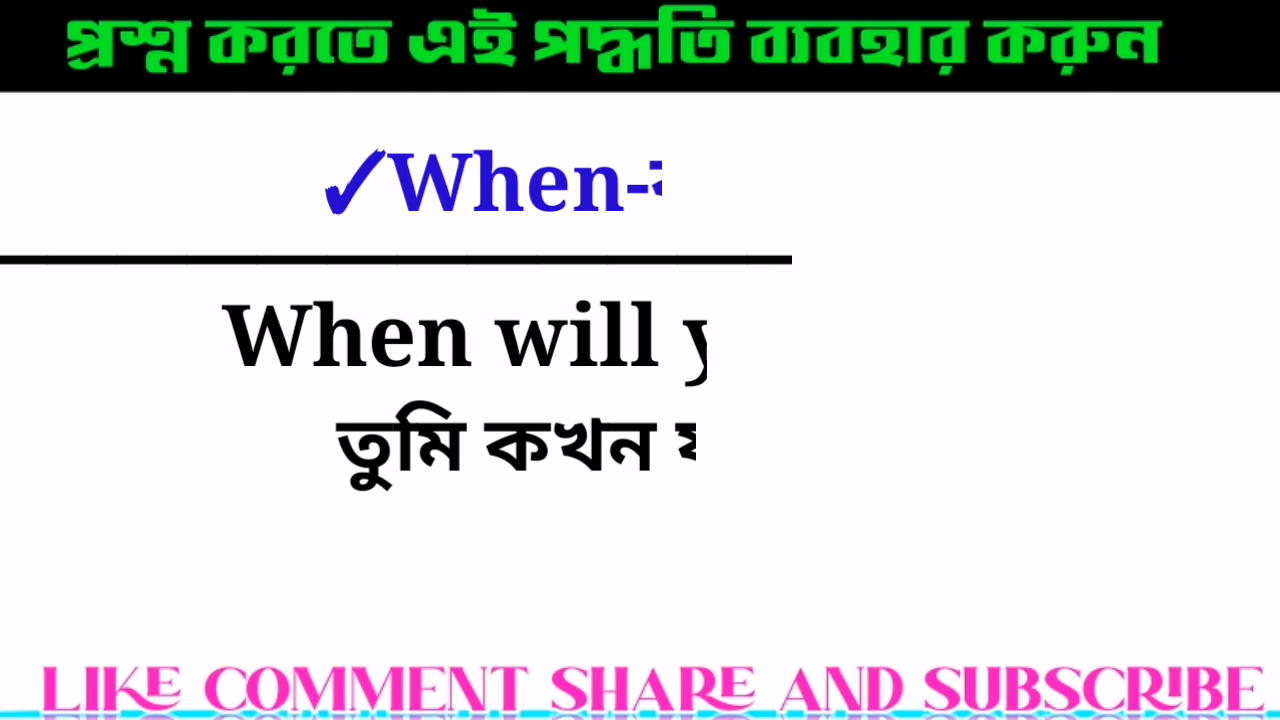 প্রশ্ন করতে এই পদ্ধতি ব্যবহার করুন
✓When-
When will
তুমি কখন
LIKE COMMENT SHARE AND SUBSCRIBE